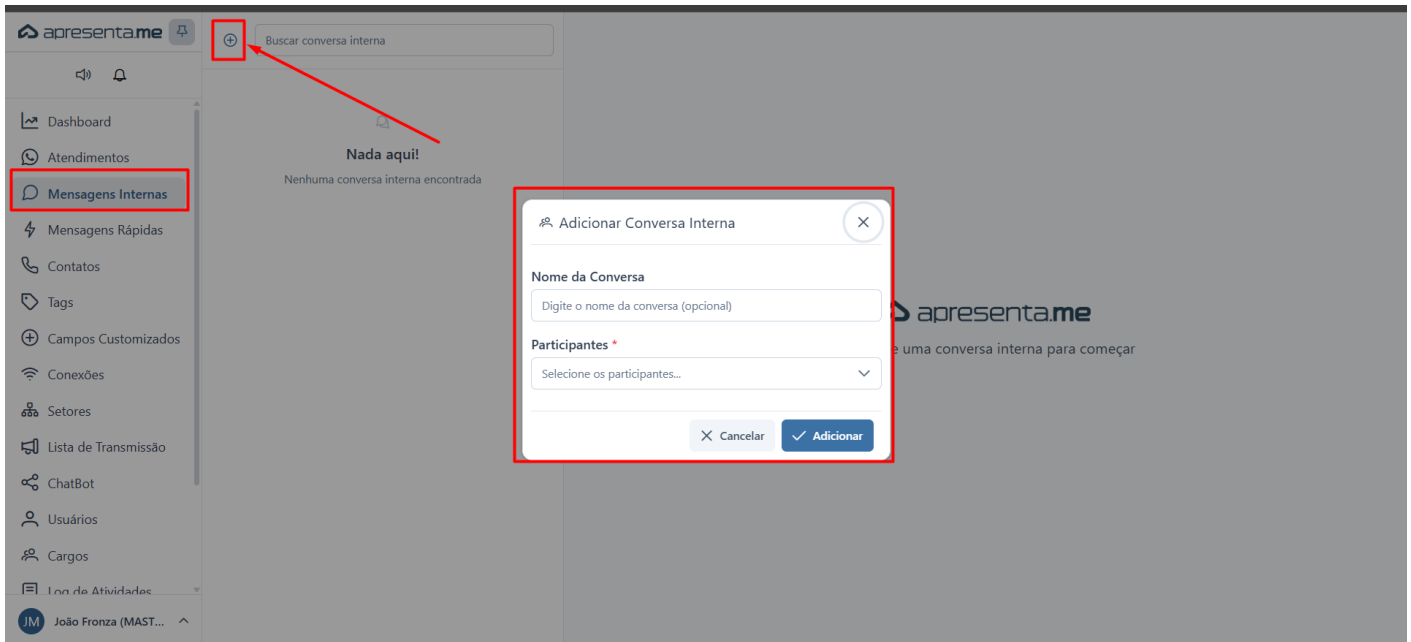 apresenta.me
Buscar conversa interna
Dashboard
Atendimentos
Mensagens Internas
Mensagens Rápidas
Contatos
Tags
Campos Customizados
Conexões
Setores
Lista de Transmissão
ChatBot
Usuários
Cargos
Log de Atividades
JM João Fronza (MAST...
Nada aqui!
Nenhuma conversa interna encontrada
Adicionar Conversa Interna
Nome da Conversa
Digite o nome da conversa (opcional)
Participantes *
Selecione os participantes...
Cancelar Adicionar
apresenta.me
e uma conversa interna para começar